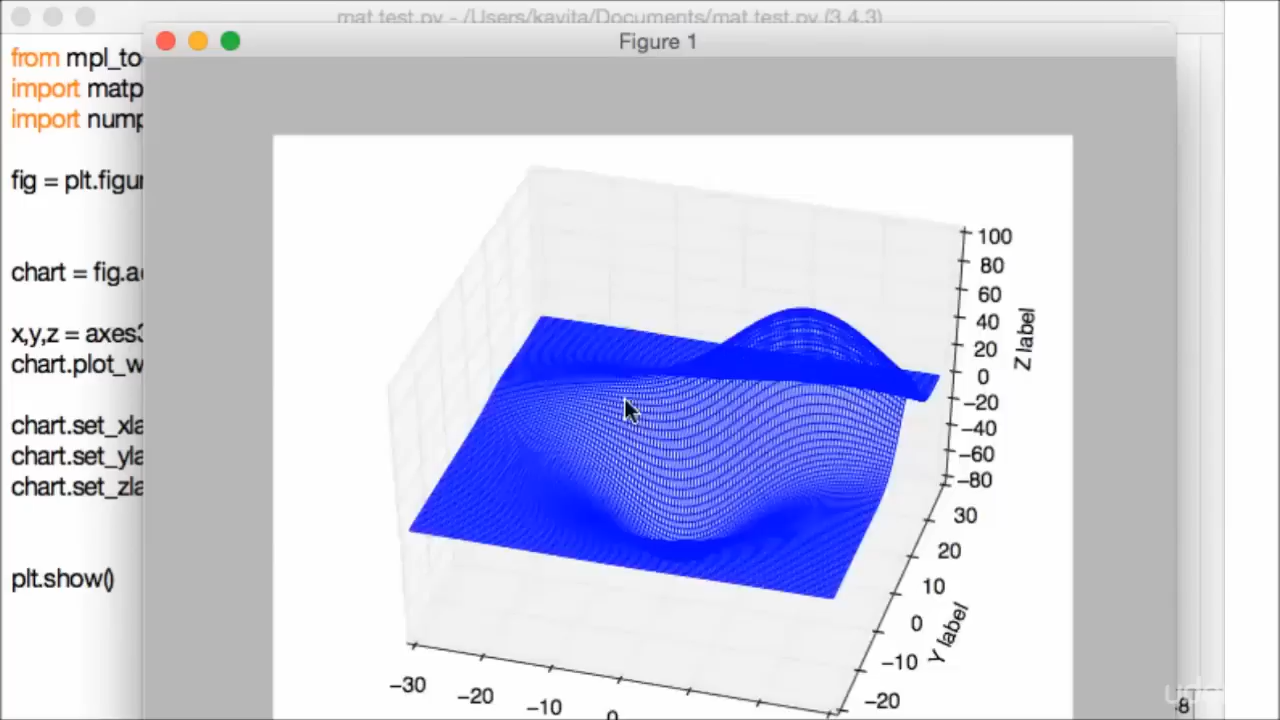 mat test.py - /Users/kavita/Documents/mat test.py (3.4.3)
Figure 1
from mpl_to
import matp
import nump
fig = plt.figur
chart = fig.a
x,y,z = axes3
chart.plot_w
chart.set_xla
chart.set_yla
chart.set_zla
plt.show()
100
80
60
40
20
0
−20
−40
−60
−80
Z label
30
20
10
0
−10
−20
Y label
−30
−20
−10
0
8